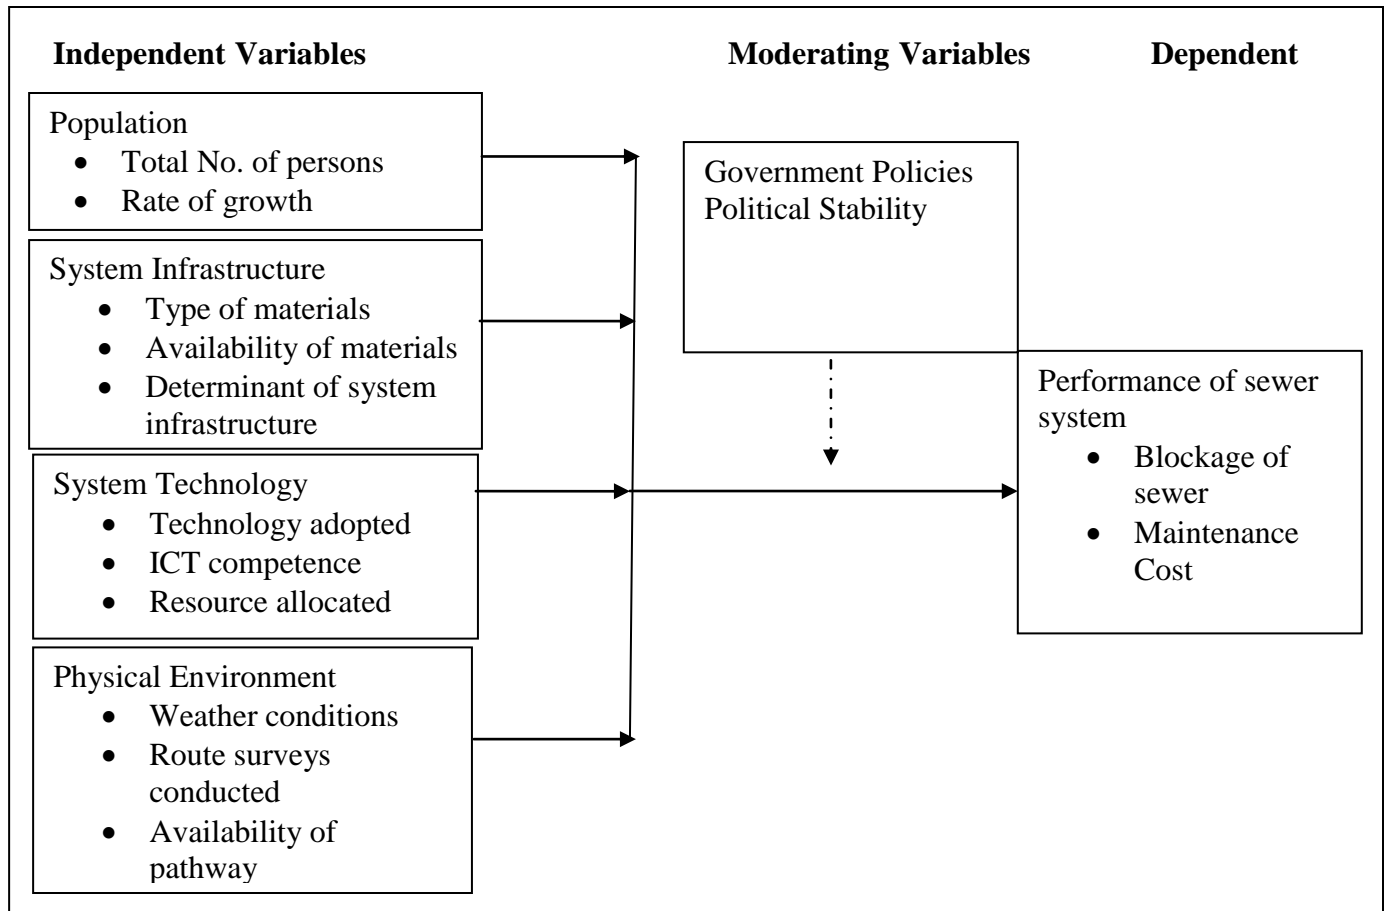 Independent Variables
Moderating Variables
Dependent
Population
• Total No. of persons
• Rate of growth
System Infrastructure
• Type of materials
• Availability of materials
• Determinant of system
infrastructure
System Technology
• Technology adopted
• ICT competence
• Resource allocated
Physical Environment
• Weather conditions
• Route surveys
conducted
• Availability of
pathway
Government Policies
Political Stability
Performance of sewer
system
• Blockage of
sewer
• Maintenance
Cost